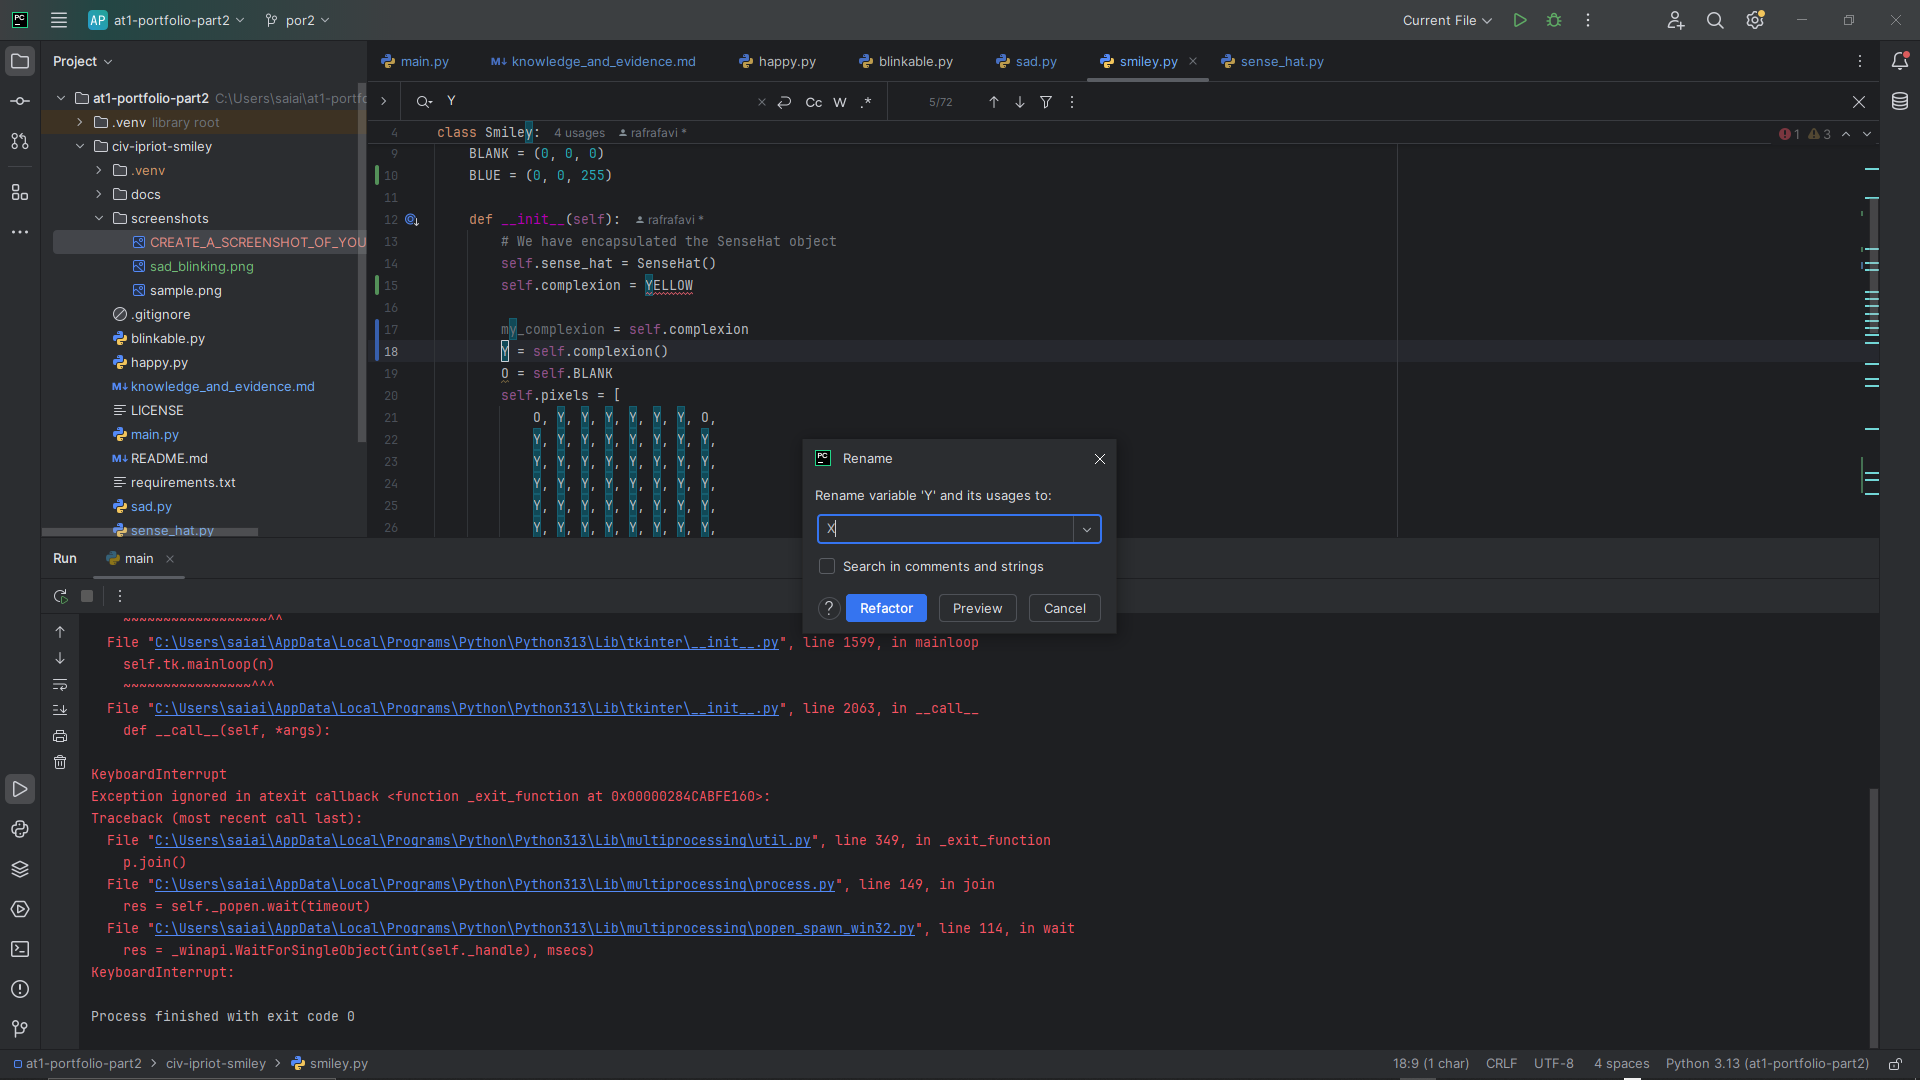 PC
AP at1-portfolio-part2
por2
Current File
Project
main.py
M↓ knowledge_and_evidence.md
happy.py
blinkable.py
sad.py
smiley.py
sense_hat.py
at1-portfolio-part2 C:\Users\saiai\at1-portfo
.venv library root
civ-ipriot-smiley
.venv
docs
screenshots
CREATE_A_SCREENSHOT_OF_YOU
sad_blinking.png
sample.png
.gitignore
blinkable.py
happy.py
M↓ knowledge_and_evidence.md
LICENSE
main.py
M↓ README.md
requirements.txt
sad.py
sense_hat.py
Y
Cc W .*
5/72
4 class Smiley: 4 usages rafrafavi *
1 3
9 BLANK = (0, 0, 0)
10 BLUE = (0, 0, 255)
11
12 def __init__(self): rafrafavi *
13 # We have encapsulated the SenseHat object
14 self.sense_hat = SenseHat()
15 self.complexion = YELLOW
16
17 my_complexion = self.complexion
18 Y = self.complexion()
19 O = self.BLANK
20 self.pixels = [
21 O, Y, Y, Y, Y, Y, Y, O,
22 Y, Y, Y, Y, Y, Y, Y, Y,
23 Y, Y, Y, Y, Y, Y, Y, Y,
24 Y, Y, Y, Y, Y, Y, Y, Y,
25 Y, Y, Y, Y, Y, Y, Y, Y,
26 Y, Y, Y, Y, Y, Y, Y, Y,
PC Rename
Rename variable 'Y' and its usages to:
X
Search in comments and strings
? Refactor Preview Cancel
Run main
~~~~~~~~~~~~~~~~~~^^
File "C:\Users\saiai\AppData\Local\Programs\Python\Python313\Lib\tkinter\__init__.py", line 1599, in mainloop
self.tk.mainloop(n)
~~~~~~~~~~~~~~~~^^^
File "C:\Users\saiai\AppData\Local\Programs\Python\Python313\Lib\tkinter\__init__.py", line 2063, in __call__
def __call__(self, *args):
KeyboardInterrupt
Exception ignored in atexit callback <function _exit_function at 0x00000284CABFE160>:
Traceback (most recent call last):
File "C:\Users\saiai\AppData\Local\Programs\Python\Python313\Lib\multiprocessing\util.py", line 349, in _exit_function
p.join()
File "C:\Users\saiai\AppData\Local\Programs\Python\Python313\Lib\multiprocessing\process.py", line 149, in join
res = self._popen.wait(timeout)
File "C:\Users\saiai\AppData\Local\Programs\Python\Python313\Lib\multiprocessing\popen_spawn_win32.py", line 114, in wait
res = _winapi.WaitForSingleObject(int(self._handle), msecs)
KeyboardInterrupt:
Process finished with exit code 0
at1-portfolio-part2 > civ-ipriot-smiley > smiley.py
18:9 (1 char) CRLF UTF-8 4 spaces Python 3.13 (at1-portfolio-part2)